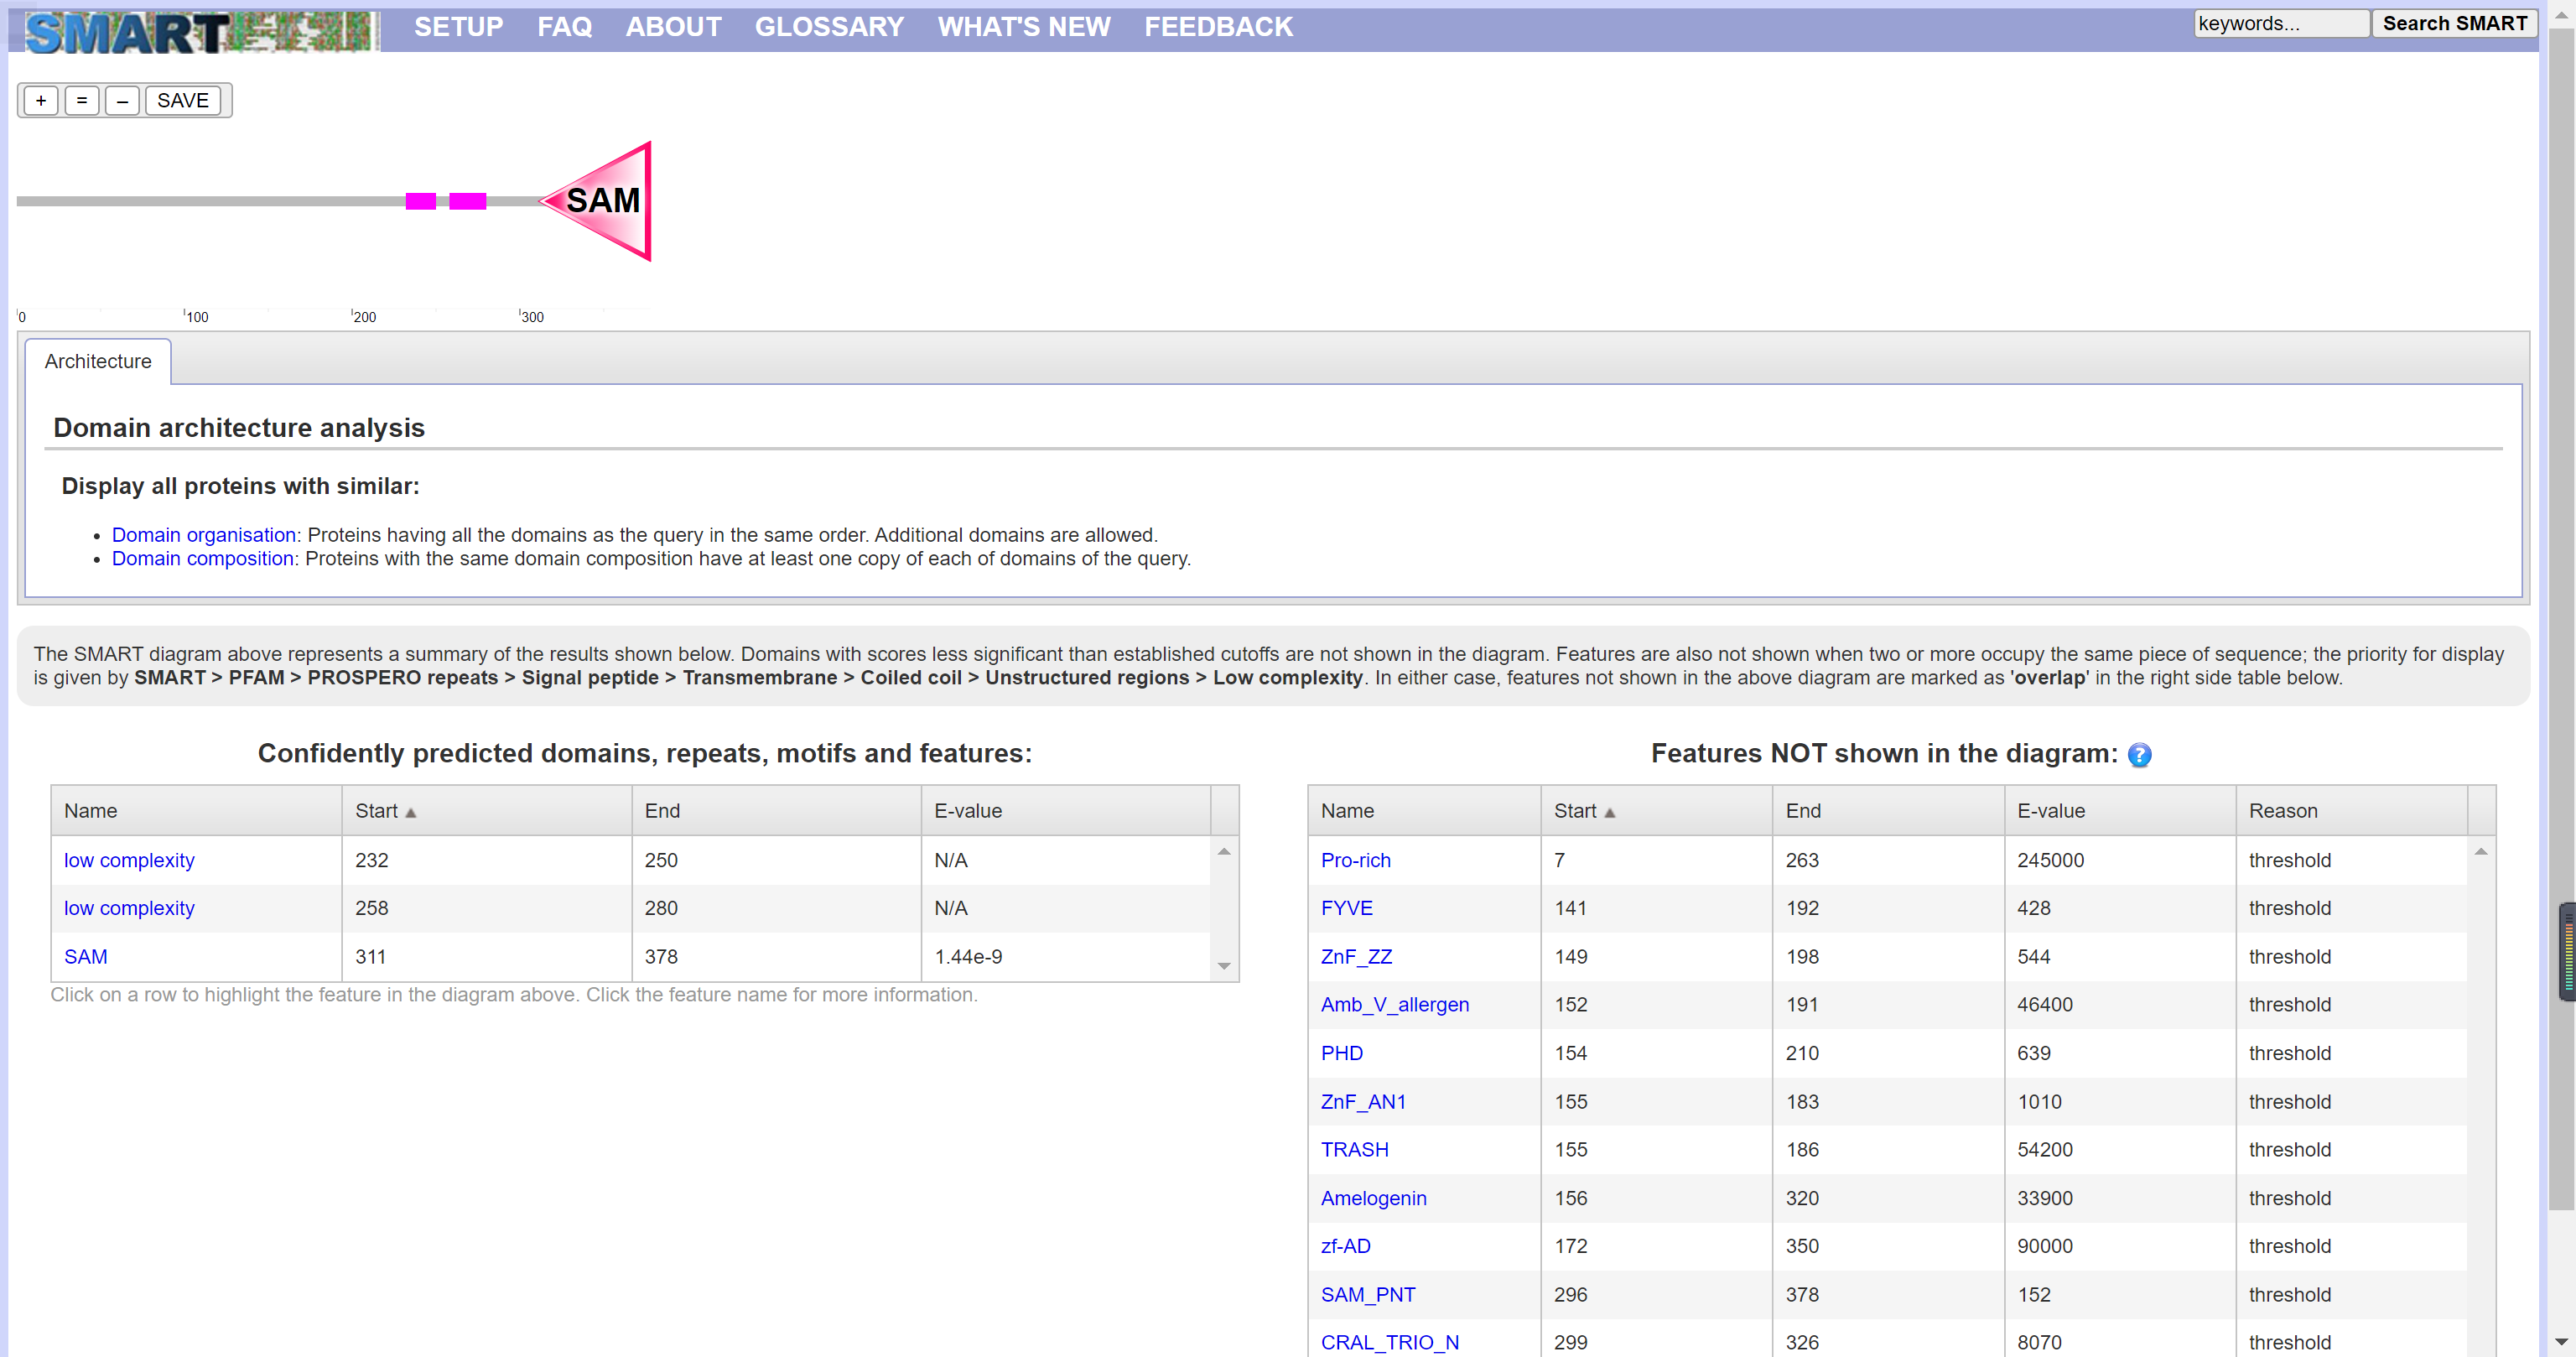 SMART SETUP FAQ ABOUT GLOSSARY WHAT'S NEW FEEDBACK keywords... Search SMART
+ = – SAVE
SAM
0 100 200 300
Architecture
Domain architecture analysis
Display all proteins with similar:
• Domain organisation: Proteins having all the domains as the query in the same order. Additional domains are allowed.
• Domain composition: Proteins with the same domain composition have at least one copy of each of domains of the query.
The SMART diagram above represents a summary of the results shown below. Domains with scores less significant than established cutoffs are not shown in the diagram. Features are also not shown when two or more occupy the same piece of sequence; the priority for display
is given by SMART > PFAM > PROSPERO repeats > Signal peptide > Transmembrane > Coiled coil > Unstructured regions > Low complexity. In either case, features not shown in the above diagram are marked as 'overlap' in the right side table below.
Confidently predicted domains, repeats, motifs and features:
Name Start End E-value
low complexity 232 250 N/A
low complexity 258 280 N/A
SAM 311 378 1.44e-9
Click on a row to highlight the feature in the diagram above. Click the feature name for more information.
Features NOT shown in the diagram: ?
Name Start End E-value Reason
Pro-rich 7 263 245000 threshold
FYVE 141 192 428 threshold
ZnF_ZZ 149 198 544 threshold
Amb_V_allergen 152 191 46400 threshold
PHD 154 210 639 threshold
ZnF_AN1 155 183 1010 threshold
TRASH 155 186 54200 threshold
Amelogenin 156 320 33900 threshold
zf-AD 172 350 90000 threshold
SAM_PNT 296 378 152 threshold
CRAL_TRIO_N 299 326 8070 threshold